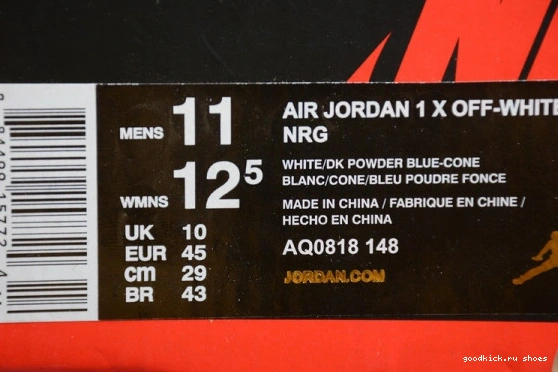 MENS 11
WMNS 12 5
UK 10
EUR 45
cm 29
BR 43
AIR JORDAN 1 X OFF-WHITE
NRG
WHITE/DK POWDER BLUE-CONE
BLANC/CONE/BLEU POUDRE FONCE
MADE IN CHINA / FABRIQUE EN CHINE /
HECHO EN CHINA
AQ0818 148
JORDAN.COM
goodkick.ru shoes